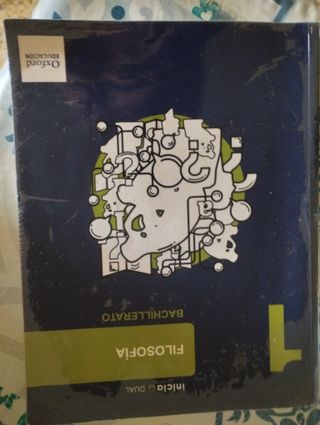 inicia DUAL
1
FILOSOFÍA
BACHILLERATO
Oxford
EDUCACIÓN